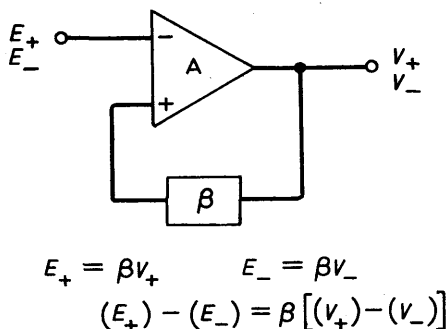 E₊
E₋
−
A
+
V₊
V₋
β
E₊ = βV₊ E₋ = βV₋
(E₊) − (E₋) = β[(V₊)−(V₋)]